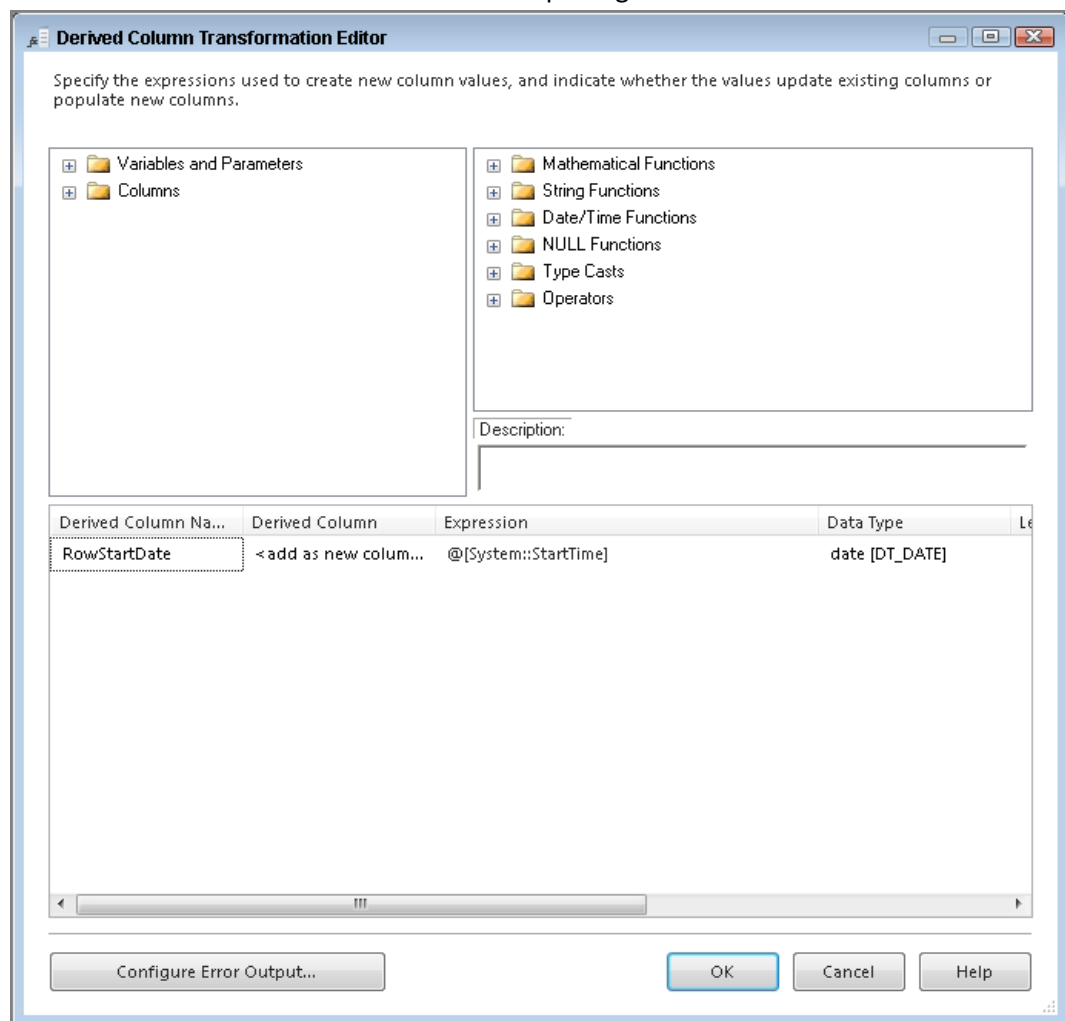 Derived Column Transformation Editor
Specify the expressions used to create new column values, and indicate whether the values update existing columns or
populate new columns.
Variables and Parameters
Columns
Mathematical Functions
String Functions
Date/Time Functions
NULL Functions
Type Casts
Operators
Description:
Derived Column Na... Derived Column Expression Data Type Le
RowStartDate <add as new colum... @[System::StartTime] date [DT_DATE]
Configure Error Output... OK Cancel Help